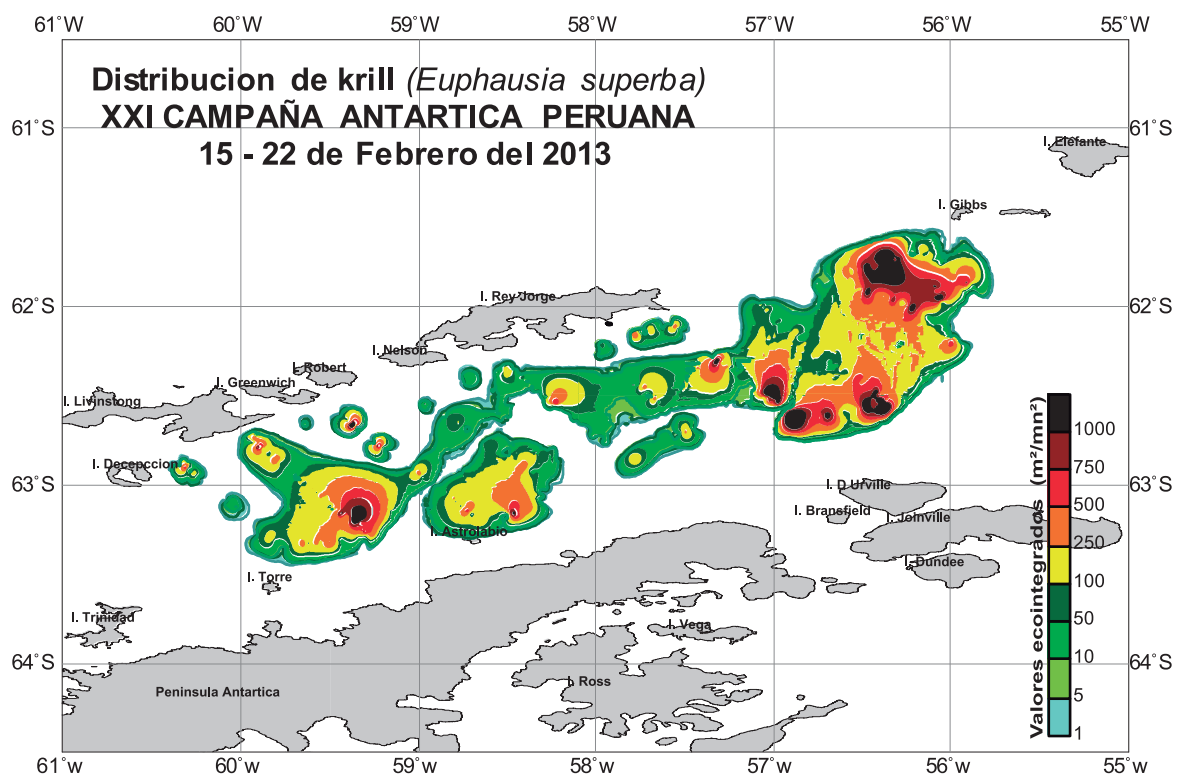 61°W 60°W 59°W 58°W 57°W 56°W 55°W
Distribucion de krill (Euphausia superba)
XXI CAMPAÑA ANTARTICA PERUANA
15 - 22 de Febrero del 2013
61°S 61°S
I. Elefante
I. Gibbs
I. Rey Jorge
62°S 62°S
I. Nelson
I. Robert
I. Greenwich
I. Livinstong
I. Decepccion
63°S 63°S
I. D Urville
I. Bransfield
I. Joinville
I. Astrolabio
I. Dundee
I. Torre
I. Trinidad
I. Vega
64°S 64°S
I. Ross
Peninsula Antartica
Valores ecointegrados (m²/mn²)
1000
750
500
250
100
50
10
5
1
61°W 60°W 59°W 58°W 57°W 56°W 55°W